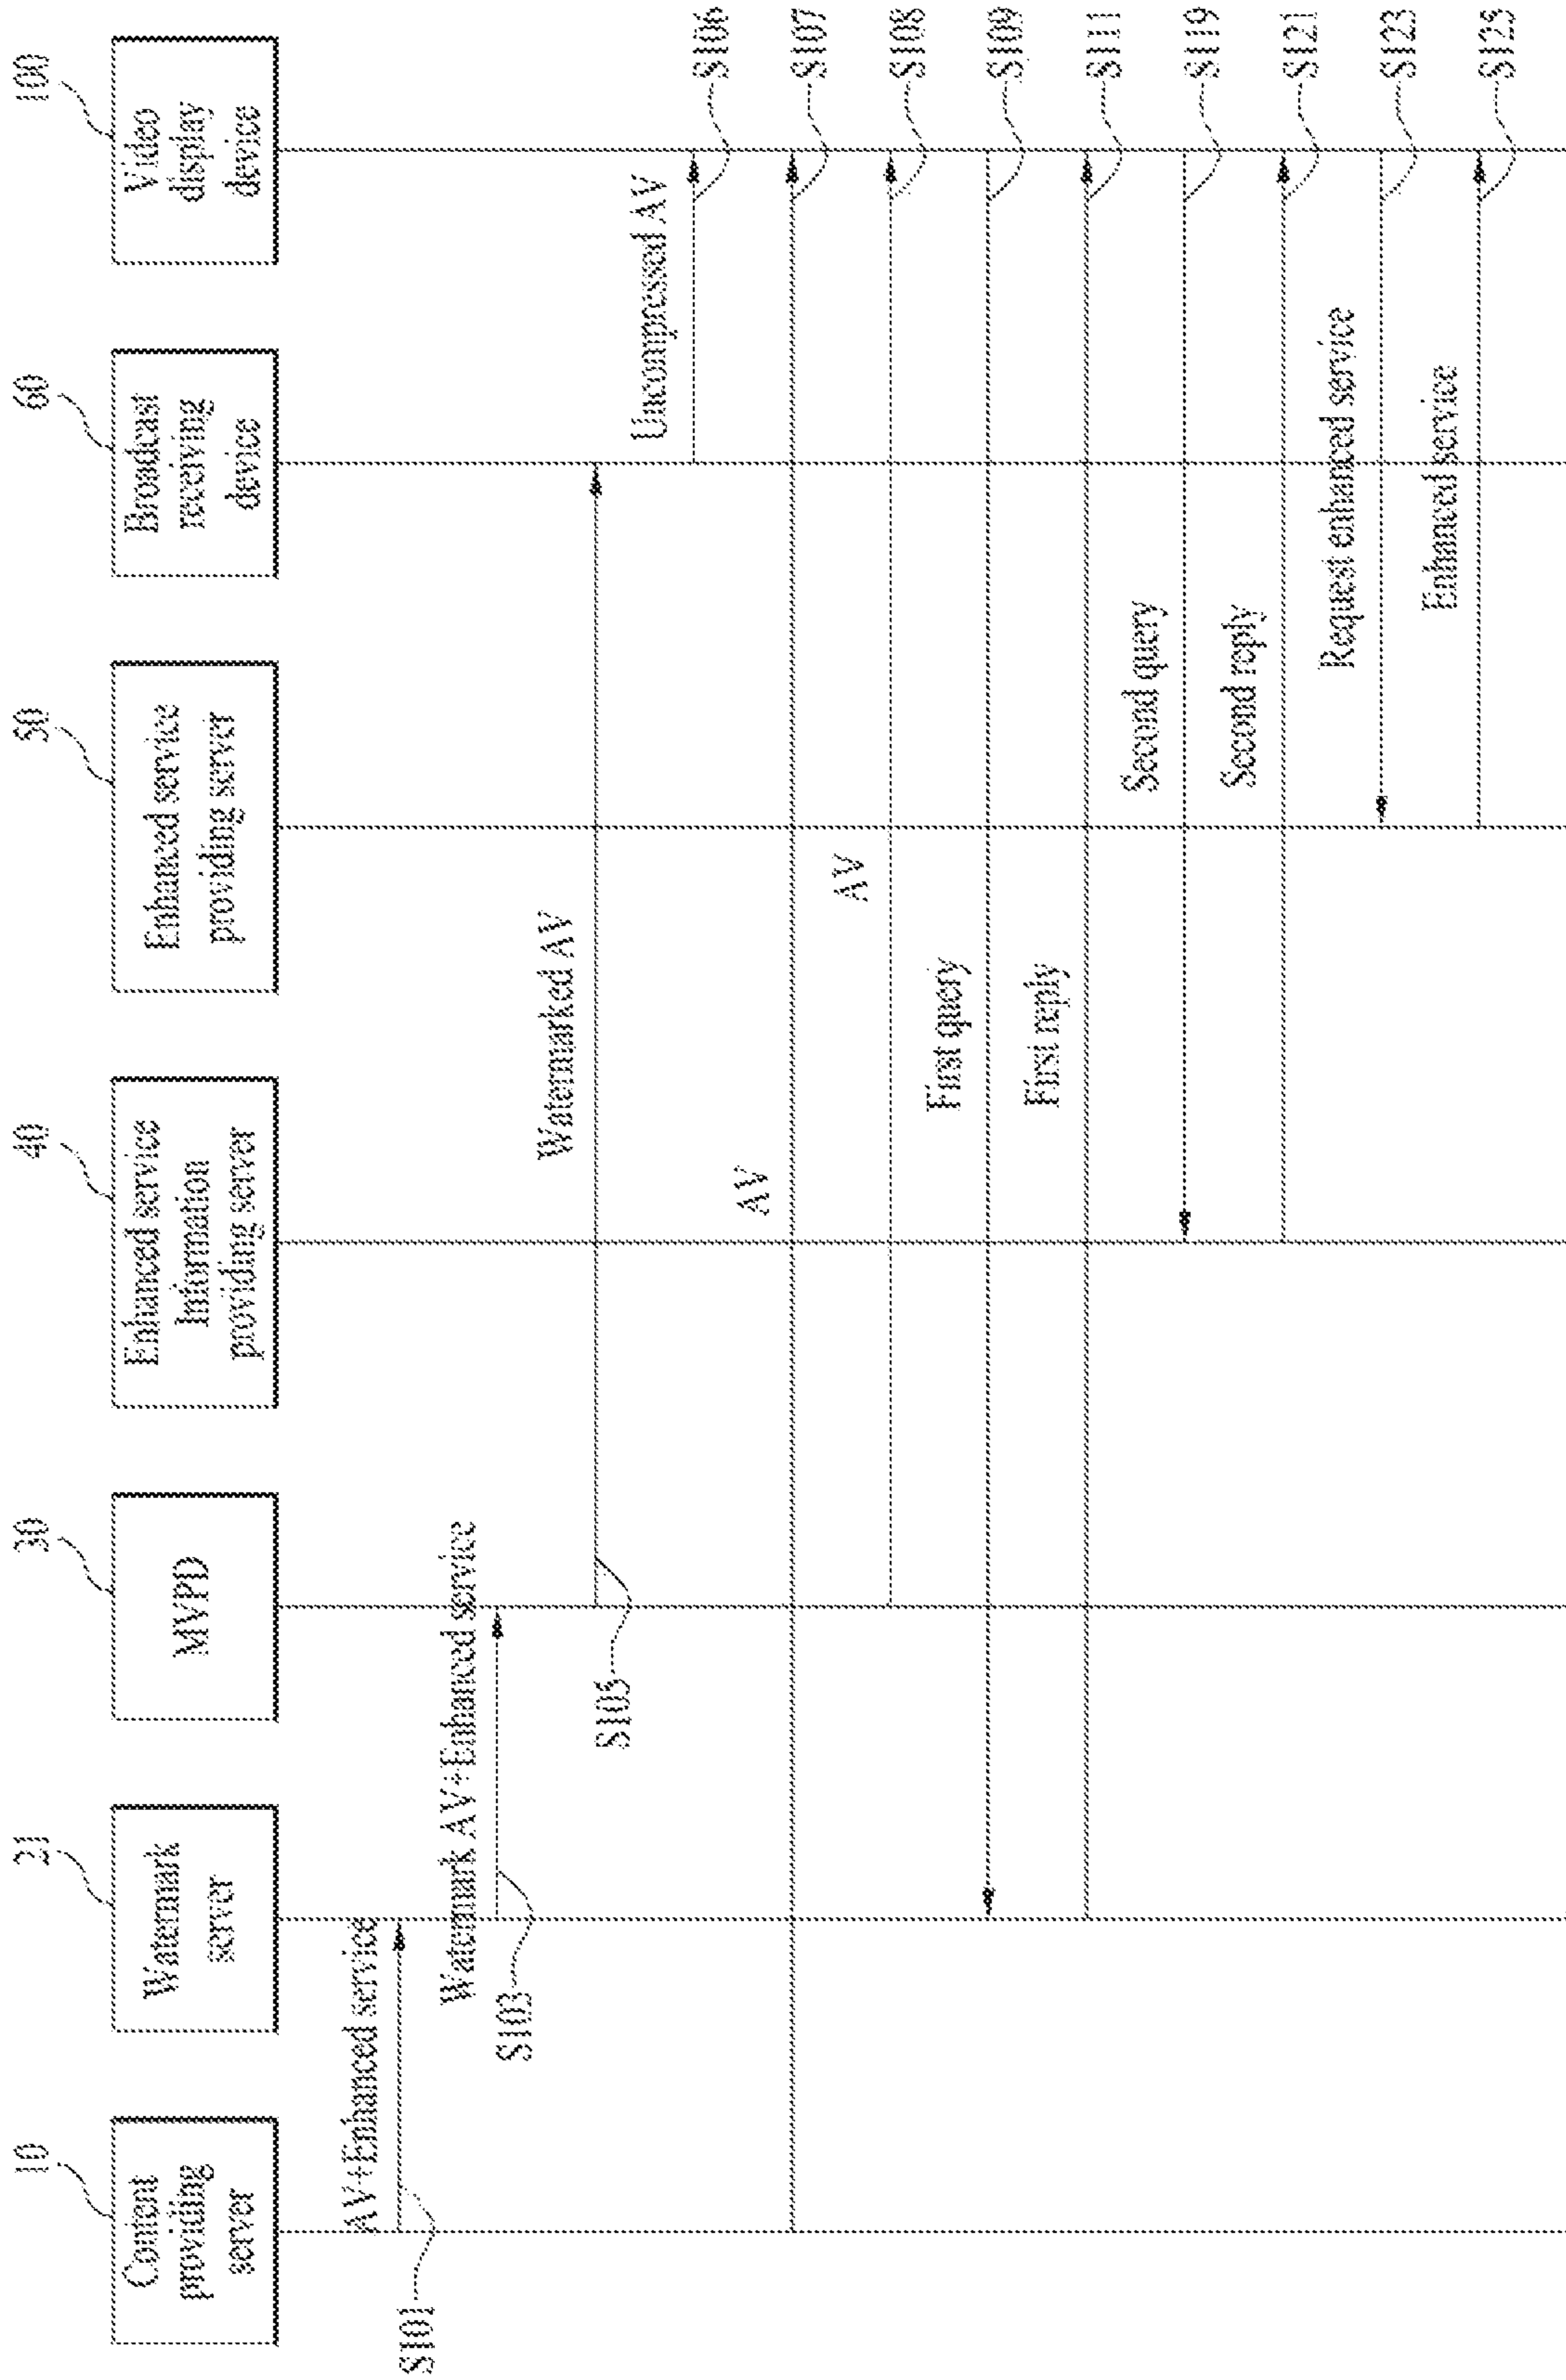 10
Content
providing
server
21
Watermark
server
30
MVPD
40
Enhanced service
Information
providing server
50
Enhanced service
providing server
60
Broadcast
receiving
device
100
Video
display
device
AV+Enhanced service
S101
Watermark AV+Enhanced service
S103
Watermarked AV
S105
Uncompressed AV
S106
AV
S107
AV
S108
First query
S109
First reply
S111
Second query
S119
Second reply
S121
Request enhanced service
S123
Enhanced service
S125